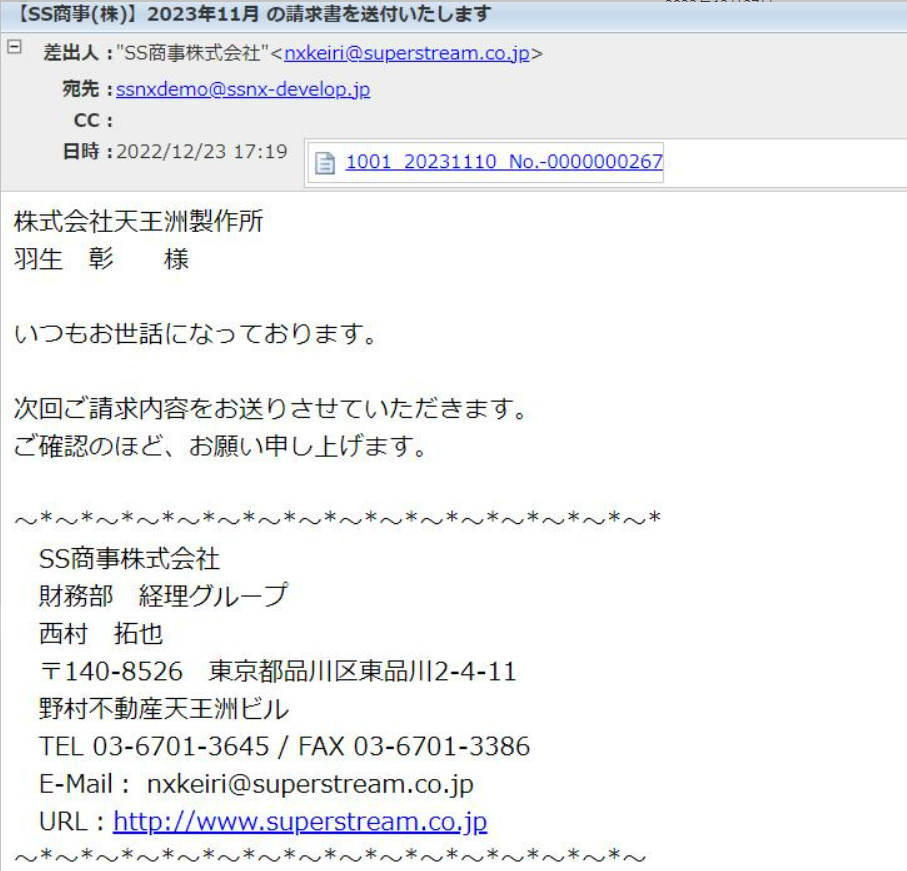 【SS商事(株)】2023年11月 の請求書を送付いたします
差出人:"SS商事株式会社"<nxkeiri@superstream.co.jp>
宛先:ssnxdemo@ssnx-develop.jp
CC:
日時:2022/12/23 17:19
1001_20231110_No.-0000000267
株式会社天王洲製作所
羽生　彰　　様
いつもお世話になっております。
次回ご請求内容をお送りさせていただきます。
ご確認のほど、お願い申し上げます。
～*～*～*～*～*～*～*～*～*～*～*～*～*～*～*～*
SS商事株式会社
財務部　経理グループ
西村　拓也
〒140-8526　東京都品川区東品川2-4-11
野村不動産天王洲ビル
TEL 03-6701-3645 / FAX 03-6701-3386
E-Mail： nxkeiri@superstream.co.jp
URL：http://www.superstream.co.jp
～*～*～*～*～*～*～*～*～*～*～*～*～*～*～*～